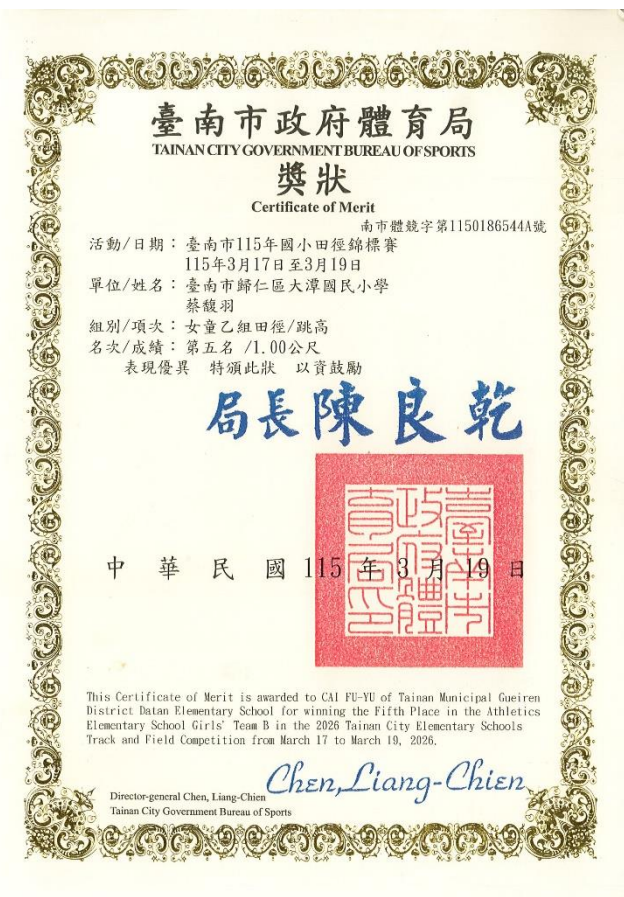 臺南市政府體育局
TAINAN CITY GOVERNMENT BUREAU OF SPORTS
獎狀
Certificate of Merit
南市體競字第1150186544A號
活動/日期：臺南市115年國小田徑錦標賽
115年3月17日至3月19日
單位/姓名：臺南市歸仁區大潭國民小學
蔡馥羽
組別/項次：女童乙組田徑/跳高
名次/成績：第五名 /1.00公尺
表現優異 特頒此狀 以資鼓勵
局長陳良乾
臺南市政府體育局印
中華民國 115 年 3 月 19 日
This Certificate of Merit is awarded to CAI FU-YU of Tainan Municipal Gueiren
District Datan Elementary School for winning the Fifth Place in the Athletics
Elementary School Girls' Team B in the 2026 Tainan City Elementary Schools
Track and Field Competition from March 17 to March 19, 2026.
Chen, Liang-Chien
Director-general Chen, Liang-Chien
Tainan City Government Bureau of Sports